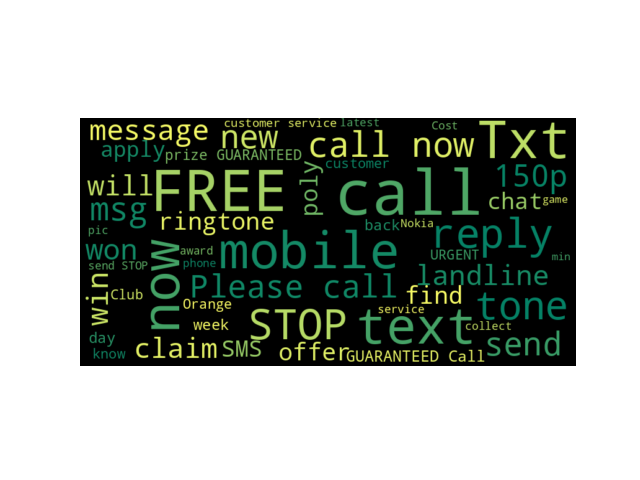 customer service latest Cost
message new call now Txt
apply prize GUARANTEED customer
will FREE poly call 150p
msg ringtone chat game
pic back Nokia reply
won now award mobile URGENT min
send STOP phone landline
win Club Please call find tone
Orange service
day week STOP text collect
know claim SMS offer GUARANTEED Call send